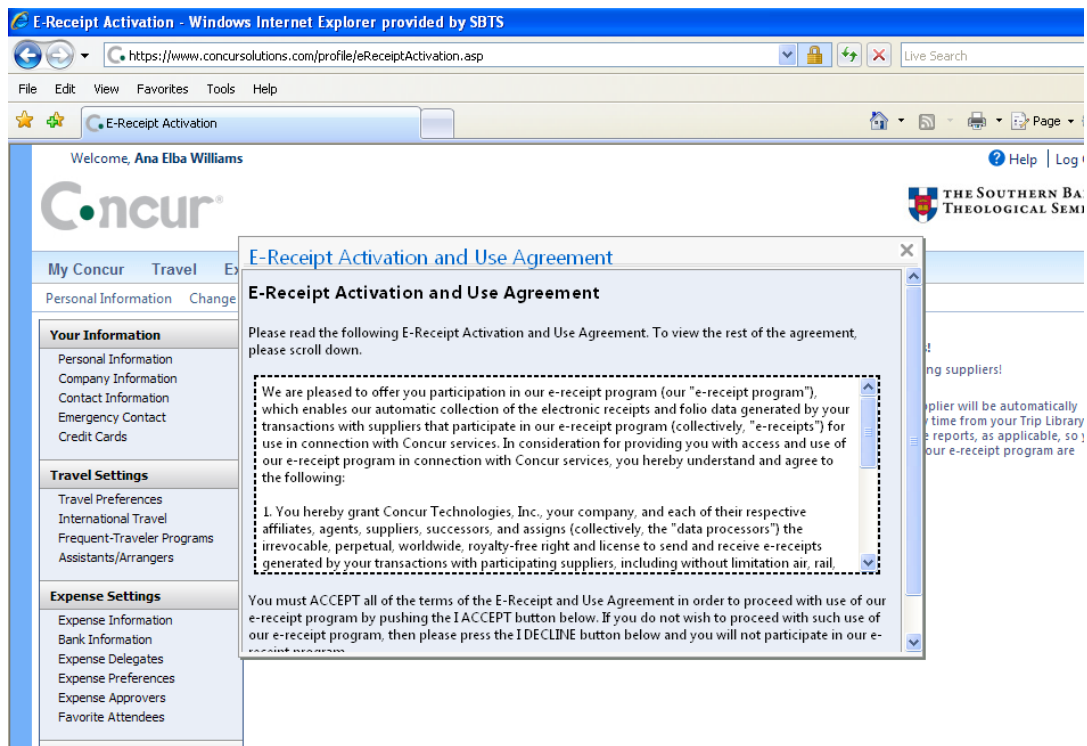 E-Receipt Activation - Windows Internet Explorer provided by SBTS
https://www.concursolutions.com/profile/eReceiptActivation.asp
Live Search
File Edit View Favorites Tools Help
E-Receipt Activation
Page
Welcome, Ana Elba Williams
Help | Log
Concur®
THE SOUTHERN
THEOLOGICAL
My Concur Travel
Personal Information Change
E-Receipt Activation and Use Agreement
E-Receipt Activation and Use Agreement
Please read the following E-Receipt Activation and Use Agreement. To view the rest of the agreement,
please scroll down.
We are pleased to offer you participation in our e-receipt program (our "e-receipt program"),
which enables our automatic collection of the electronic receipts and folio data generated by your
transactions with suppliers that participate in our e-receipt program (collectively, "e-receipts") for
use in connection with Concur services. In consideration for providing you with access and use of
our e-receipt program in connection with Concur services, you hereby understand and agree to
the following:
1. You hereby grant Concur Technologies, Inc., your company, and each of their respective
affiliates, agents, suppliers, successors, and assigns (collectively, the "data processors") the
irrevocable, perpetual, worldwide, royalty-free right and license to send and receive e-receipts
generated by your transactions with participating suppliers, including without limitation air, rail,
You must ACCEPT all of the terms of the E-Receipt and Use Agreement in order to proceed with use of our
e-receipt program by pushing the I ACCEPT button below. If you do not wish to proceed with such use of
our e-receipt program, then please press the I DECLINE button below and you will not participate in our e-
receipt program
Your Information
Personal Information
Company Information
Contact Information
Emergency Contact
Credit Cards
Travel Settings
Travel Preferences
International Travel
Frequent-Traveler Programs
Assistants/Arrangers
Expense Settings
Expense Information
Bank Information
Expense Delegates
Expense Preferences
Expense Approvers
Favorite Attendees
suppliers!
will be automatically
time from your Trip Library
reports, as applicable, so
our e-receipt program are